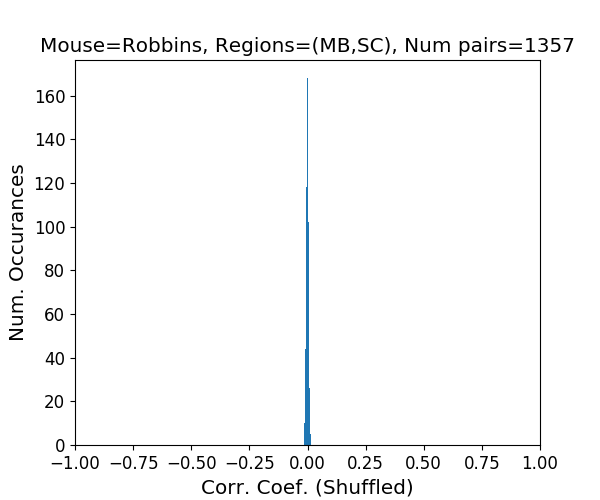 Mouse=Robbins, Regions=(MB,SC), Num pairs=1357
Num. Occurances
160
140
120
100
80
60
40
20
0
−1.00 −0.75 −0.50 −0.25 0.00 0.25 0.50 0.75 1.00
Corr. Coef. (Shuffled)